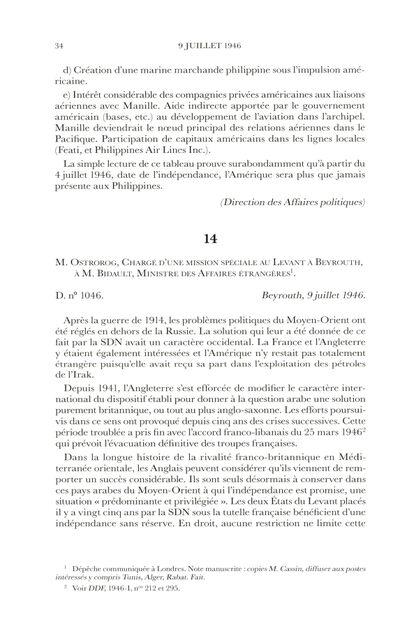 34 9 JUILLET 1946
d) Création d'une marine marchande philippine sous l'impulsion amé-
ricaine.
e) Intérêt considérable des compagnies privées américaines aux liaisons
aériennes avec Manille. Aide indirecte apportée par le gouvernement
américain (bases, etc.) au développement de l'aviation dans l'archipel.
Manille deviendrait le nœud principal des relations aériennes dans le
Pacifique. Participation de capitaux américains dans les lignes locales
(Feati, et Philippines Air Lines Inc.).
La simple lecture de ce tableau prouve surabondamment qu'à partir du
4 juillet 1946, date de l'indépendance, l'Amérique sera plus que jamais
présente aux Philippines.
(Direction des Affaires politiques)
14
M. OSTROROG, CHARGÉ D'UNE MISSION SPÉCIALE AU LEVANT À BEYROUTH,
À M. BIDAULT, MINISTRE DES AFFAIRES ÉTRANGÈRES¹.
D. nº 1046. Beyrouth, 9 juillet 1946.
Après la guerre de 1914, les problèmes politiques du Moyen-Orient ont
été réglés en dehors de la Russie. La solution qui leur a été donnée de ce
fait par la SDN avait un caractère occidental. La France et l'Angleterre
y étaient également intéressées et l'Amérique n'y restait pas totalement
étrangère puisqu'elle avait reçu sa part dans l'exploitation des pétroles
de l'Irak.
Depuis 1941, l'Angleterre s'est efforcée de modifier le caractère inter-
national du dispositif établi pour donner à la question arabe une solution
purement britannique, ou tout au plus anglo-saxonne. Les efforts poursui-
vis dans ce sens ont provoqué depuis cinq ans des crises successives. Cette
période troublée a pris fin avec l'accord franco-libanais du 25 mars 1946²
qui prévoit l'évacuation définitive des troupes françaises.
Dans la longue histoire de la rivalité franco-britannique en Médi-
terranée orientale, les Anglais peuvent considérer qu'ils viennent de rem-
porter un succès considérable. Ils sont seuls désormais à conserver dans
ces pays arabes du Moyen-Orient à qui l'indépendance est promise, une
situation « prédominante et privilégiée ». Les deux États du Levant placés
il y a vingt cinq ans par la SDN sous la tutelle française bénéficient d'une
indépendance sans réserve. En droit, aucune restriction ne limite cette
¹ Dépêche communiquée à Londres. Note manuscrite : copies M. Cassin, diffuser aux postes
intéressés y compris Tunis, Alger, Rabat. Fait.
² Voir DDF, 1946-I, nos 212 et 295.